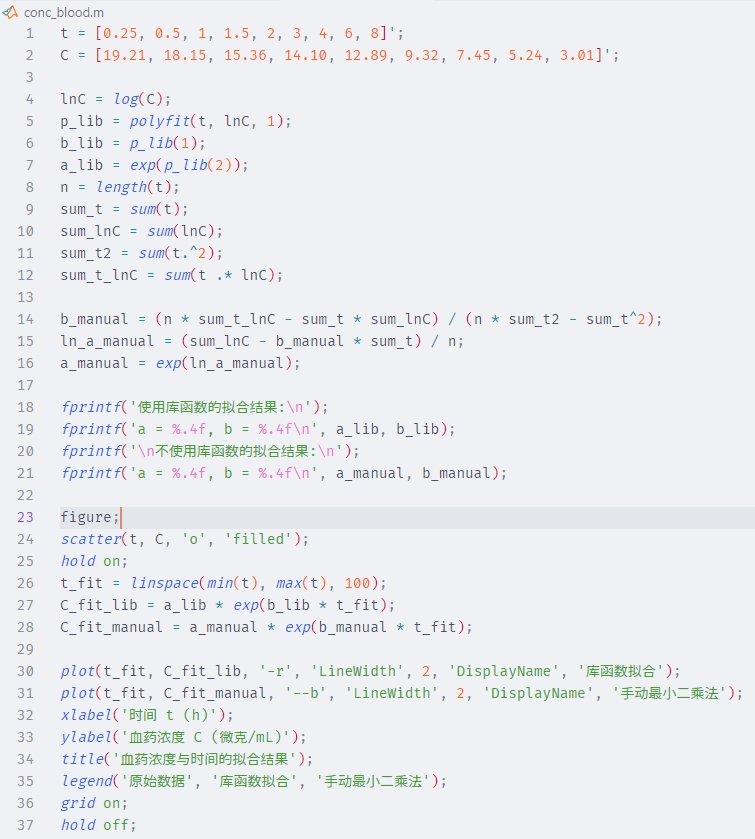 conc_blood.m
1 t = [0.25, 0.5, 1, 1.5, 2, 3, 4, 6, 8]';
2 C = [19.21, 18.15, 15.36, 14.10, 12.89, 9.32, 7.45, 5.24, 3.01]';
3
4 lnC = log(C);
5 p_lib = polyfit(t, lnC, 1);
6 b_lib = p_lib(1);
7 a_lib = exp(p_lib(2));
8 n = length(t);
9 sum_t = sum(t);
10 sum_lnC = sum(lnC);
11 sum_t2 = sum(t.^2);
12 sum_t_lnC = sum(t .* lnC);
13
14 b_manual = (n * sum_t_lnC - sum_t * sum_lnC) / (n * sum_t2 - sum_t^2);
15 ln_a_manual = (sum_lnC - b_manual * sum_t) / n;
16 a_manual = exp(ln_a_manual);
17
18 fprintf('使用库函数的拟合结果:\n');
19 fprintf('a = %.4f, b = %.4f\n', a_lib, b_lib);
20 fprintf('\n不使用库函数的拟合结果:\n');
21 fprintf('a = %.4f, b = %.4f\n', a_manual, b_manual);
22
23 figure;
24 scatter(t, C, 'o', 'filled');
25 hold on;
26 t_fit = linspace(min(t), max(t), 100);
27 C_fit_lib = a_lib * exp(b_lib * t_fit);
28 C_fit_manual = a_manual * exp(b_manual * t_fit);
29
30 plot(t_fit, C_fit_lib, '-r', 'LineWidth', 2, 'DisplayName', '库函数拟合');
31 plot(t_fit, C_fit_manual, '--b', 'LineWidth', 2, 'DisplayName', '手动最小二乘法');
32 xlabel('时间 t (h)');
33 ylabel('血药浓度 C (微克/mL)');
34 title('血药浓度与时间的拟合结果');
35 legend('原始数据', '库函数拟合', '手动最小二乘法');
36 grid on;
37 hold off;